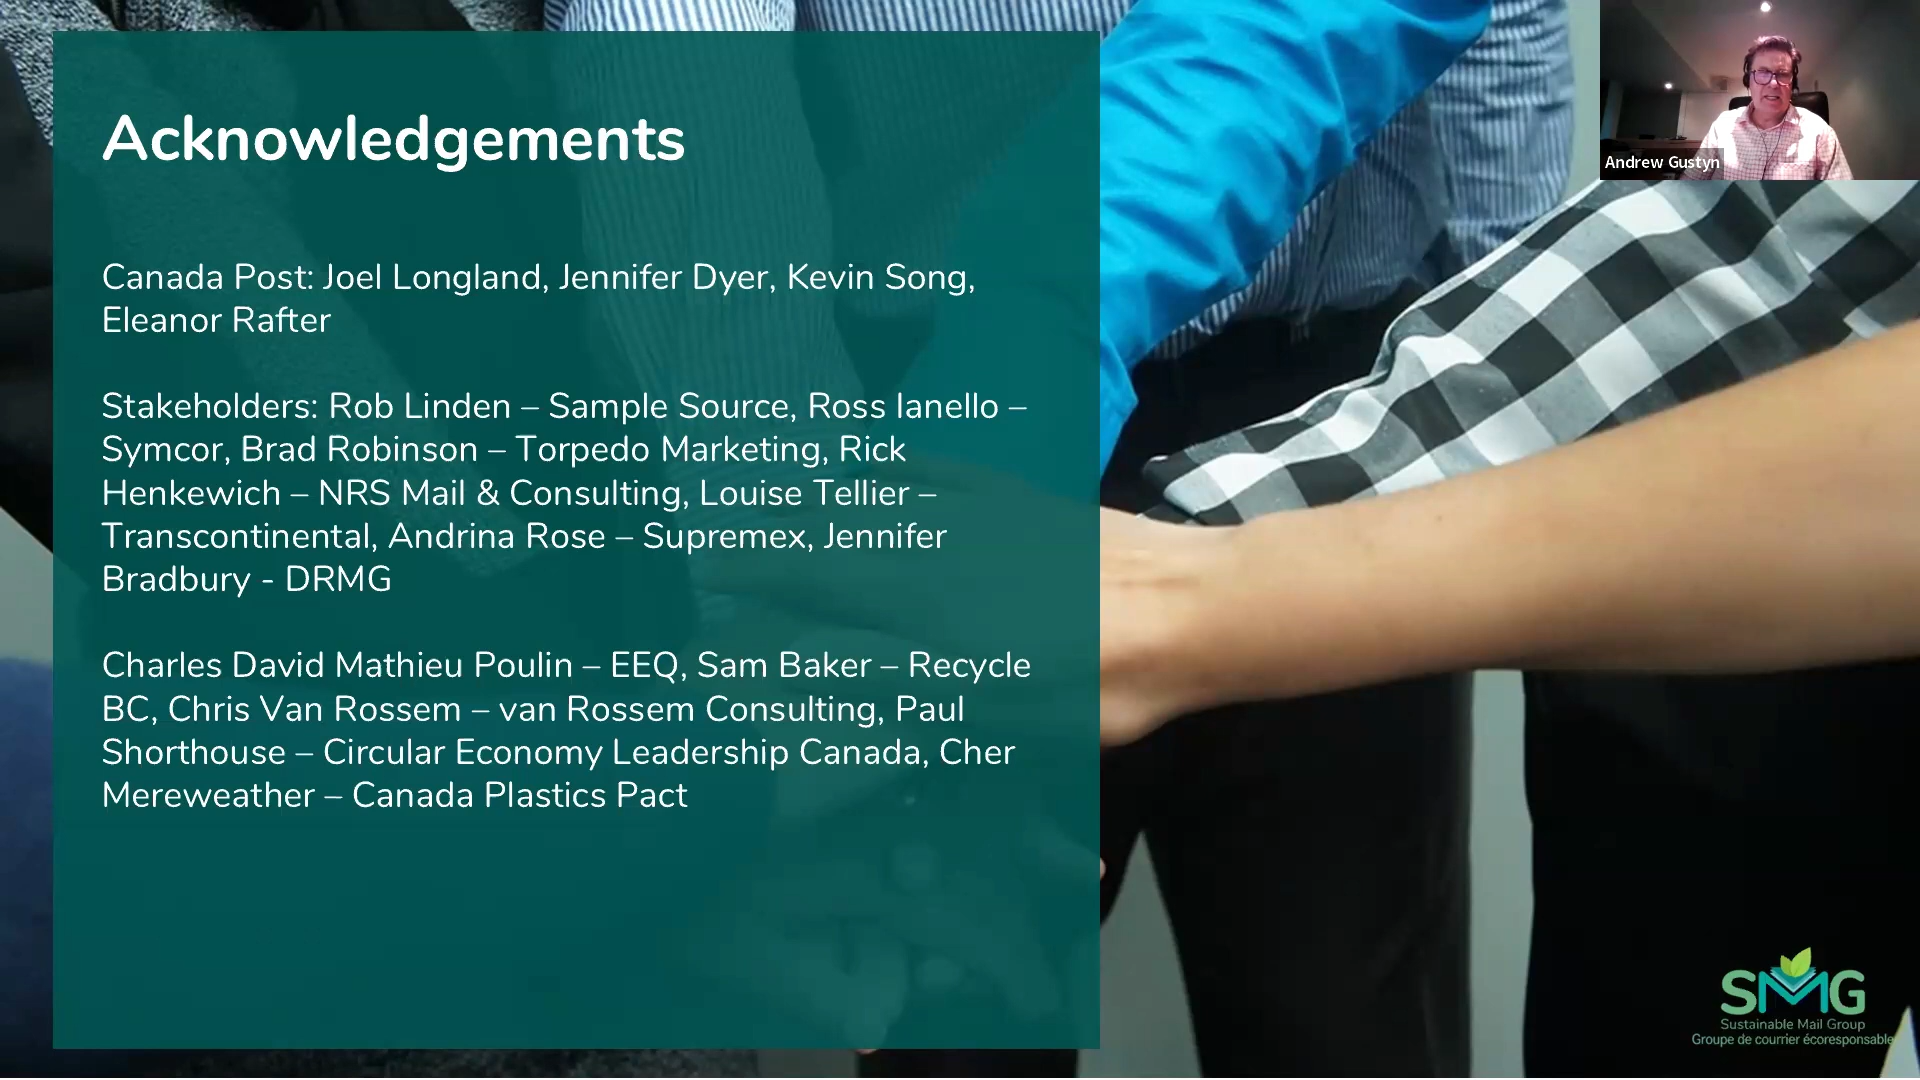 Acknowledgements
Canada Post: Joel Longland, Jennifer Dyer, Kevin Song,
Eleanor Rafter
Stakeholders: Rob Linden – Sample Source, Ross Ianello –
Symcor, Brad Robinson – Torpedo Marketing, Rick
Henkewich – NRS Mail & Consulting, Louise Tellier –
Transcontinental, Andrina Rose – Supremex, Jennifer
Bradbury - DRMG
Charles David Mathieu Poulin – EEQ, Sam Baker – Recycle
BC, Chris Van Rossem – van Rossem Consulting, Paul
Shorthouse – Circular Economy Leadership Canada, Cher
Mereweather – Canada Plastics Pact
Andrew Gustyn
SMG
Sustainable Mail Group
Groupe de courrier écoresponsable